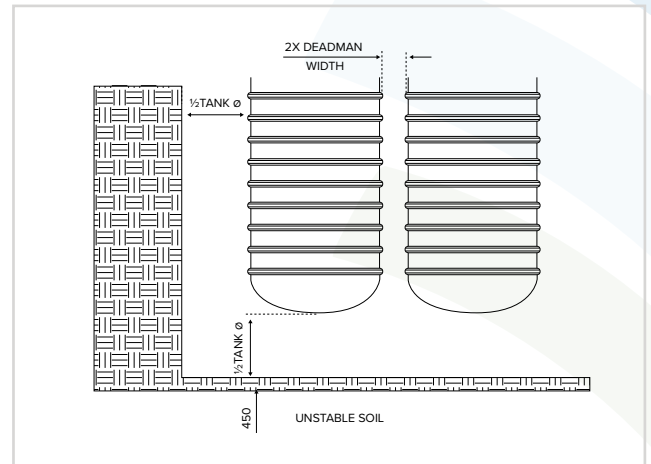 2X DEADMAN
WIDTH
½TANK Ø
½TANK Ø
450
UNSTABLE SOIL